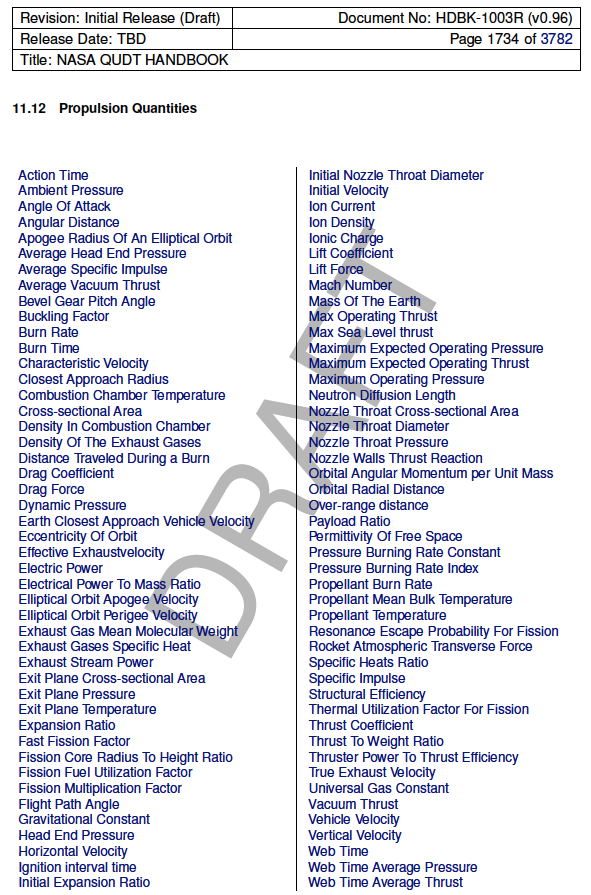 Revision: Initial Release (Draft)
Document No: HDBK-1003R (v0.96)
Release Date: TBD
Page 1734 of 3782
Title: NASA QUDT HANDBOOK
11.12 Propulsion Quantities
Action Time
Ambient Pressure
Angle Of Attack
Angular Distance
Apogee Radius Of An Elliptical Orbit
Average Head End Pressure
Average Specific Impulse
Average Vacuum Thrust
Bevel Gear Pitch Angle
Buckling Factor
Burn Rate
Burn Time
Characteristic Velocity
Closest Approach Radius
Combustion Chamber Temperature
Cross-sectional Area
Density In Combustion Chamber
Density Of The Exhaust Gases
Distance Traveled During a Burn
Drag Coefficient
Drag Force
Dynamic Pressure
Earth Closest Approach Vehicle Velocity
Eccentricity Of Orbit
Effective Exhaustvelocity
Electric Power
Electrical Power To Mass Ratio
Elliptical Orbit Apogee Velocity
Elliptical Orbit Perigee Velocity
Exhaust Gas Mean Molecular Weight
Exhaust Gases Specific Heat
Exhaust Stream Power
Exit Plane Cross-sectional Area
Exit Plane Pressure
Exit Plane Temperature
Expansion Ratio
Fast Fission Factor
Fission Core Radius To Height Ratio
Fission Fuel Utilization Factor
Fission Multiplication Factor
Flight Path Angle
Gravitational Constant
Head End Pressure
Horizontal Velocity
Ignition interval time
Initial Expansion Ratio
Initial Nozzle Throat Diameter
Initial Velocity
Ion Current
Ion Density
Ionic Charge
Lift Coefficient
Lift Force
Mach Number
Mass Of The Earth
Max Operating Thrust
Max Sea Level thrust
Maximum Expected Operating Pressure
Maximum Expected Operating Thrust
Maximum Operating Pressure
Neutron Diffusion Length
Nozzle Throat Cross-sectional Area
Nozzle Throat Diameter
Nozzle Throat Pressure
Nozzle Walls Thrust Reaction
Orbital Angular Momentum per Unit Mass
Orbital Radial Distance
Over-range distance
Payload Ratio
Permittivity Of Free Space
Pressure Burning Rate Constant
Pressure Burning Rate Index
Propellant Burn Rate
Propellant Mean Bulk Temperature
Propellant Temperature
Resonance Escape Probability For Fission
Rocket Atmospheric Transverse Force
Specific Heats Ratio
Specific Impulse
Structural Efficiency
Thermal Utilization Factor For Fission
Thrust Coefficient
Thrust To Weight Ratio
Thruster Power To Thrust Efficiency
True Exhaust Velocity
Universal Gas Constant
Vacuum Thrust
Vehicle Velocity
Vertical Velocity
Web Time
Web Time Average Pressure
Web Time Average Thrust
DRAFT